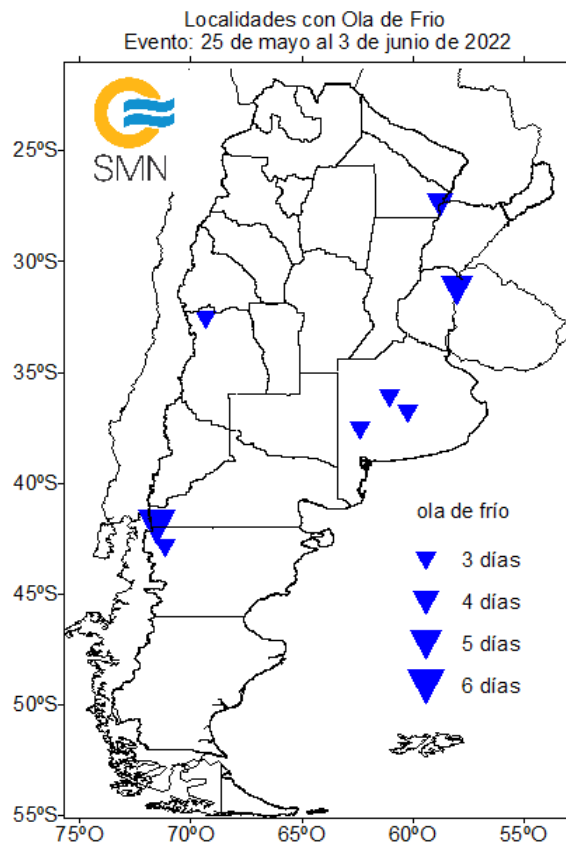 Localidades con Ola de Frio
Evento: 25 de mayo al 3 de junio de 2022
SMN
25ºS
30ºS
35ºS
40ºS
45ºS
50ºS
55ºS
ola de frío
3 días
4 días
5 días
6 días
75ºO 70ºO 65ºO 60ºO 55ºO